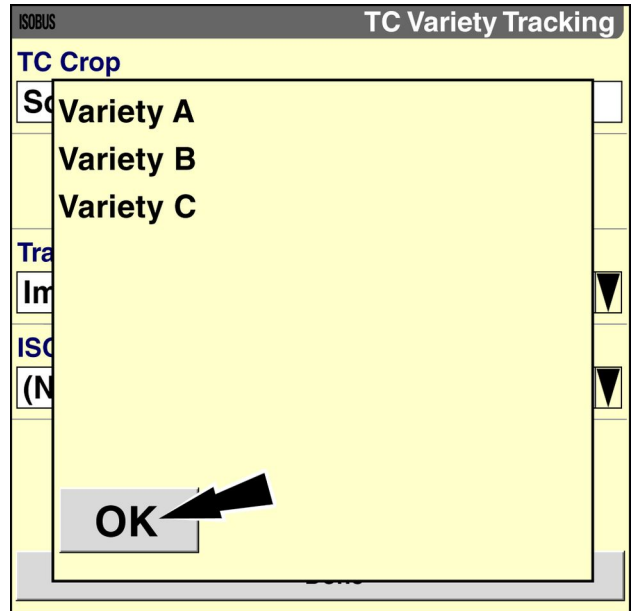 ISOBUS
TC Variety Tracking
TC Crop
Variety A
Variety B
Variety C
OK